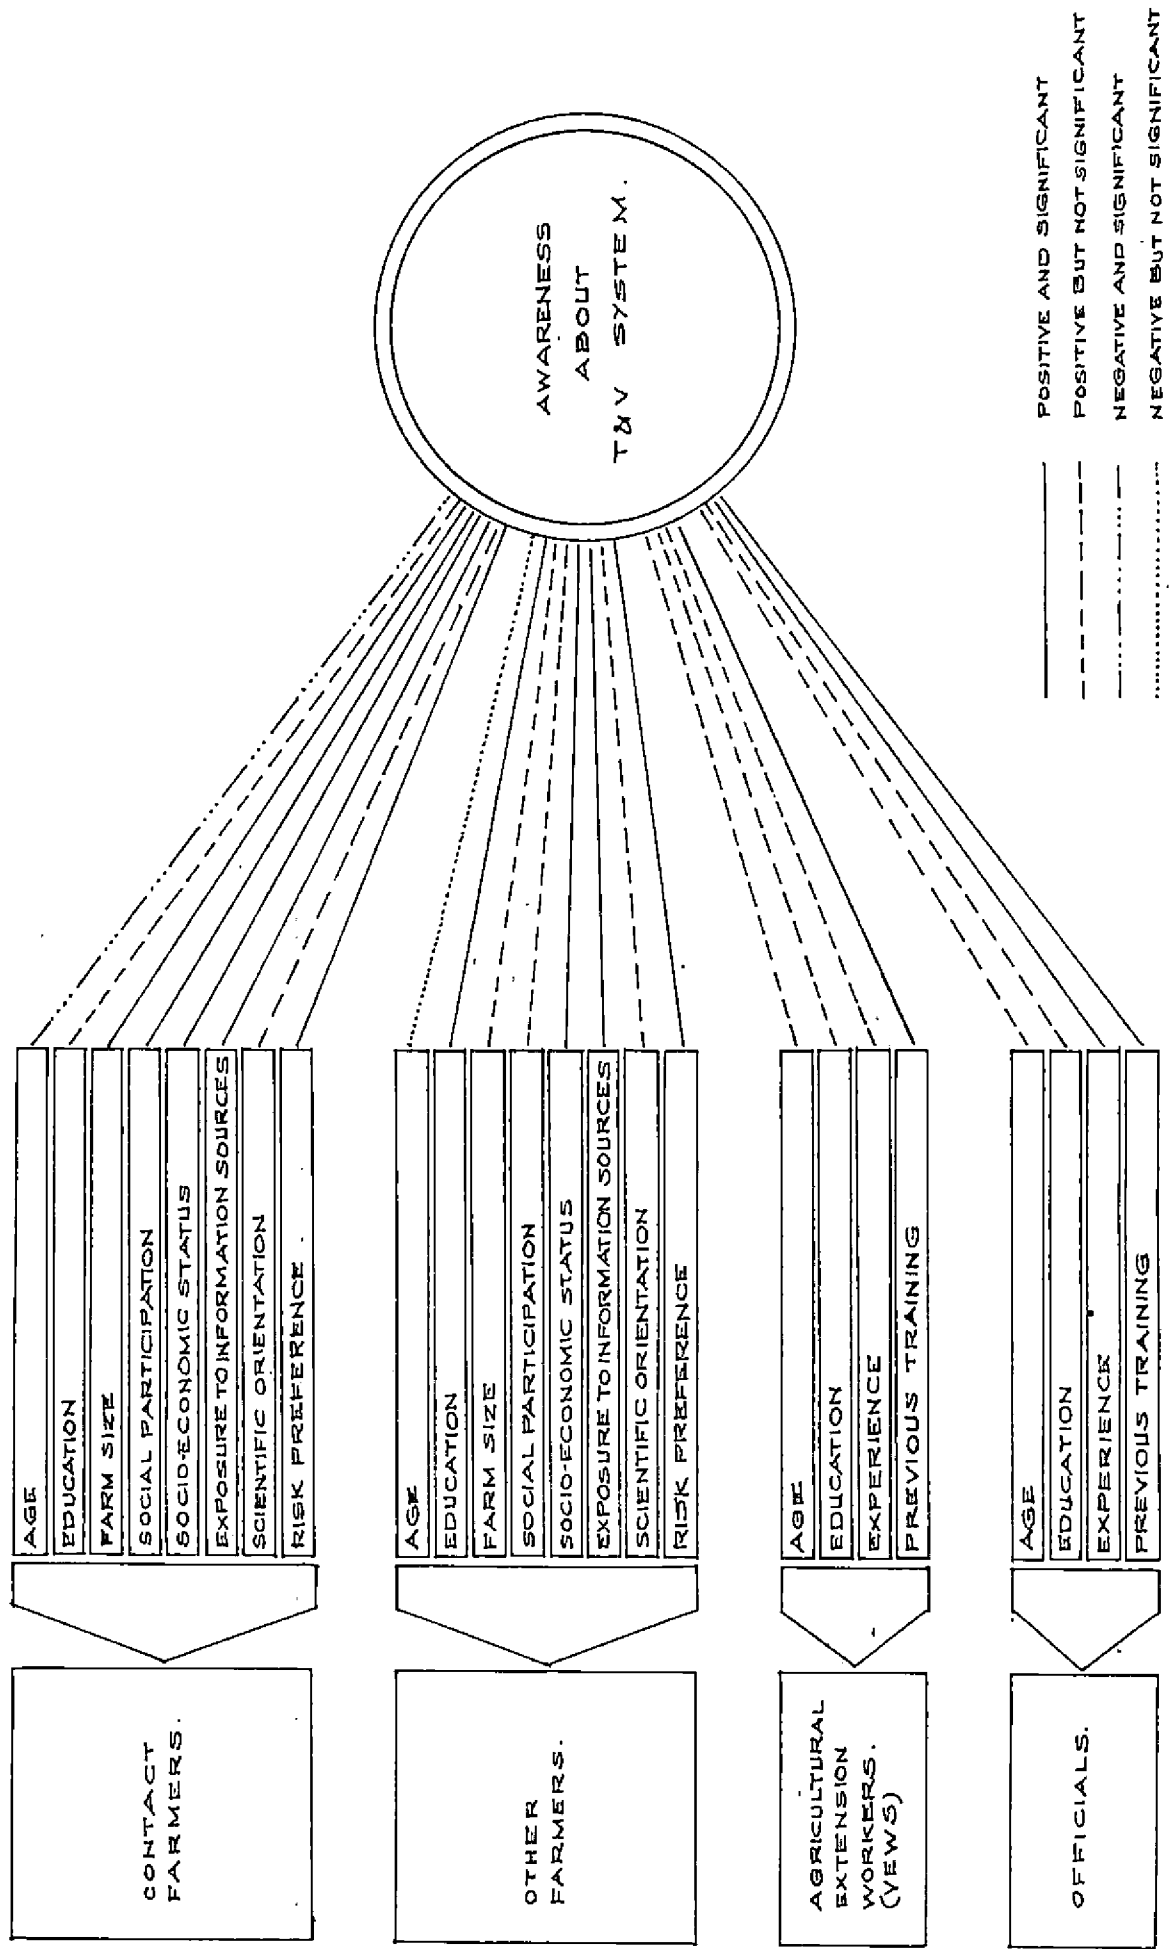 CONTACT
FARMERS.
AGE
EDUCATION
FARM SIZE
SOCIAL PARTICIPATION
SOCIO-ECONOMIC STATUS
EXPOSURE TO INFORMATION SOURCES
SCIENTIFIC ORIENTATION
RISK PREFERENCE.
OTHER
FARMERS.
AGE
EDUCATION
FARM SIZE
SOCIAL PARTICIPATION
SOCIO-ECONOMIC STATUS
EXPOSURE TO INFORMATION SOURCES
SCIENTIFIC ORIENTATION
RISK PREFERENCE
AGRICULTURAL
EXTENSION
WORKERS.
(VEWS)
AGE
EDUCATION
EXPERIENCE
PREVIOUS TRAINING
OFFICIALS.
AGE
EDUCATION
EXPERIENCE
PREVIOUS TRAINING
AWARENESS
ABOUT
T&V SYSTEM.
POSITIVE AND SIGNIFICANT
POSITIVE BUT NOT SIGNIFICANT
NEGATIVE AND SIGNIFICANT
NEGATIVE BUT NOT SIGNIFICANT